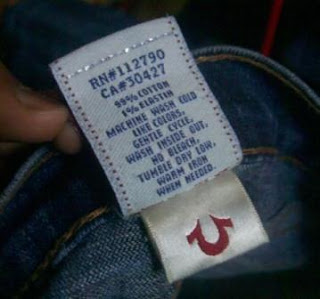 RN#112790
CA#30427
99% COTTON
1% ELASTIN
MACHINE WASH COLD
LIKE COLORS,
GENTLE CYCLE,
WASH INSIDE OUT,
NO BLEACH,
TUMBLE DRY LOW,
WARM IRON
WHEN NEEDED.